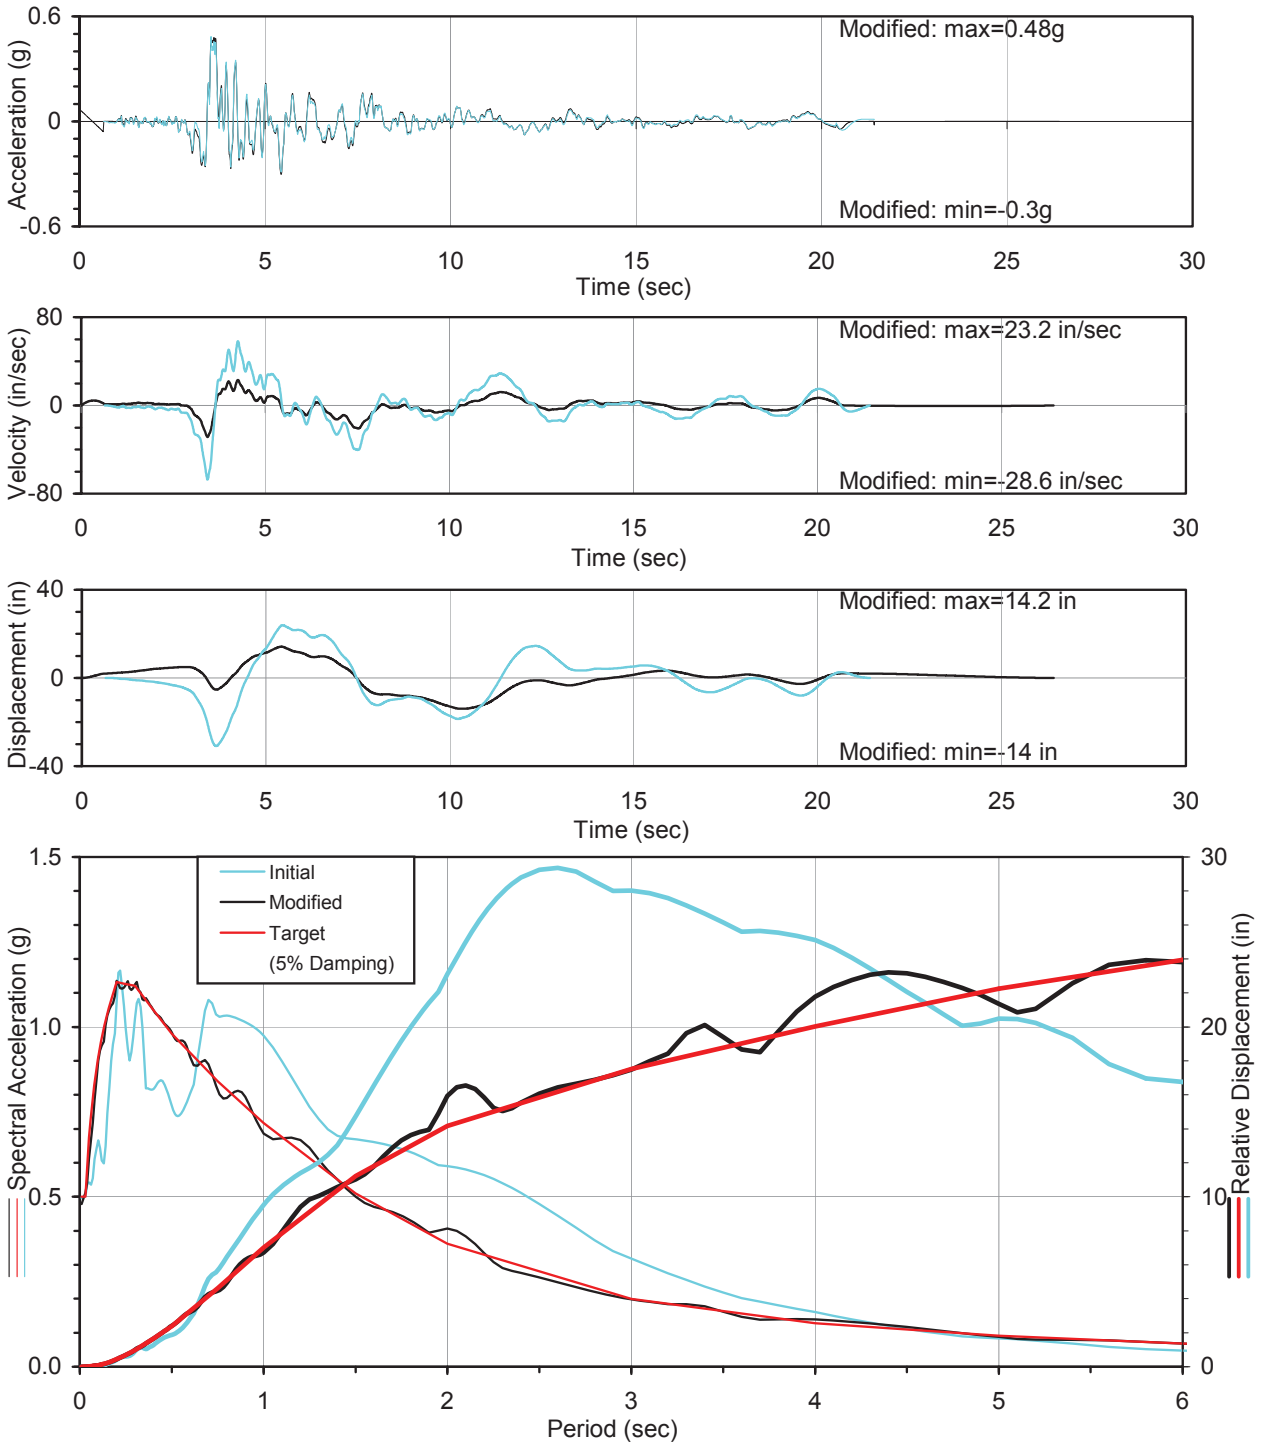 0.6
0
-0.6
Acceleration (g)
Modified: max=0.48g
Modified: min=-0.3g
0 5 10 15 20 25 30
Time (sec)
80
0
-80
Velocity (in/sec)
Modified: max=23.2 in/sec
Modified: min=-28.6 in/sec
0 5 10 15 20 25 30
Time (sec)
40
0
-40
Displacement (in)
Modified: max=14.2 in
Modified: min=-14 in
0 5 10 15 20 25 30
Time (sec)
1.5
1.0
0.5
0.0
Spectral Acceleration (g)
Initial
Modified
Target
(5% Damping)
30
20
10
0
Relative Displacement (in)
0 1 2 3 4 5 6
Period (sec)